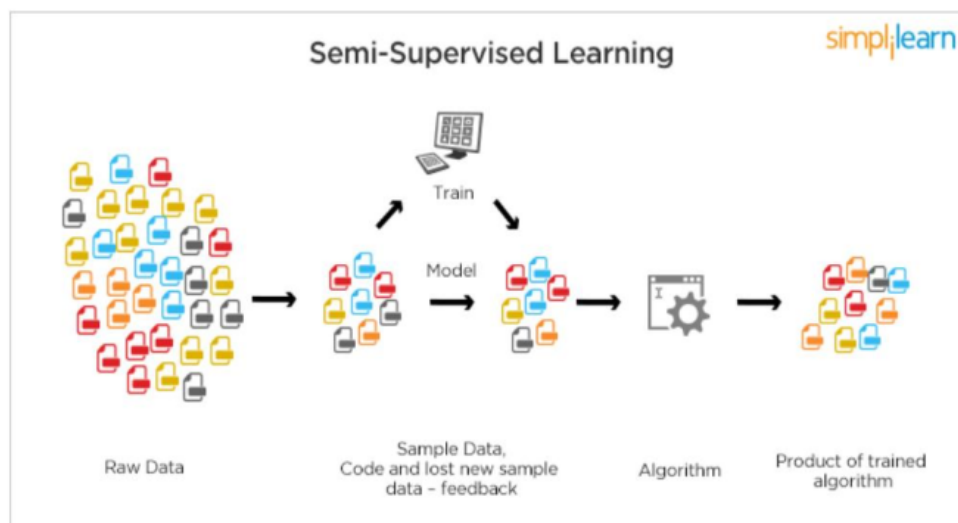 Semi-Supervised Learning
simplilearn
Train
Model
Raw Data
Sample Data,
Code and lost new sample
data – feedback
Algorithm
Product of trained
algorithm